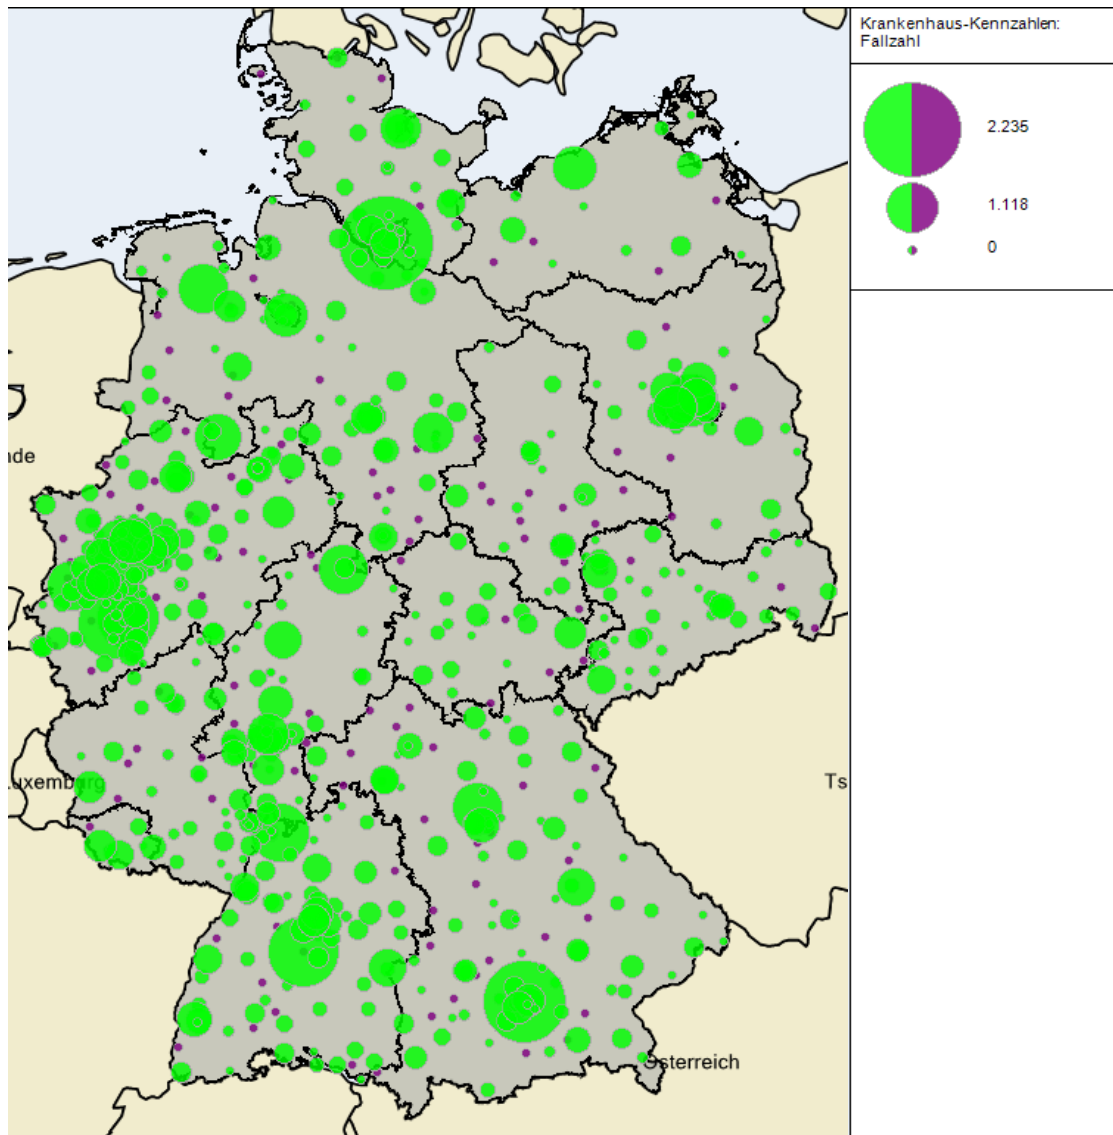 Krankenhaus-Kennzahlen:
Fallzahl
2.235
1.118
0
nde
uxemburg
Ts
Österreich